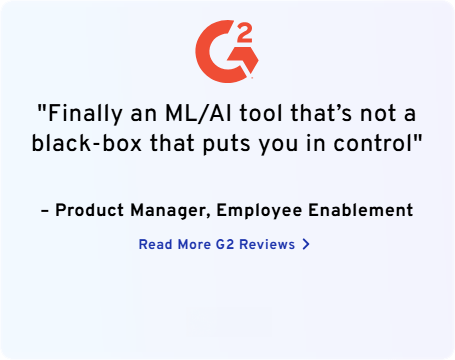 G2
"Finally an ML/AI tool that’s not a
black-box that puts you in control"
– Product Manager, Employee Enablement
Read More G2 Reviews >